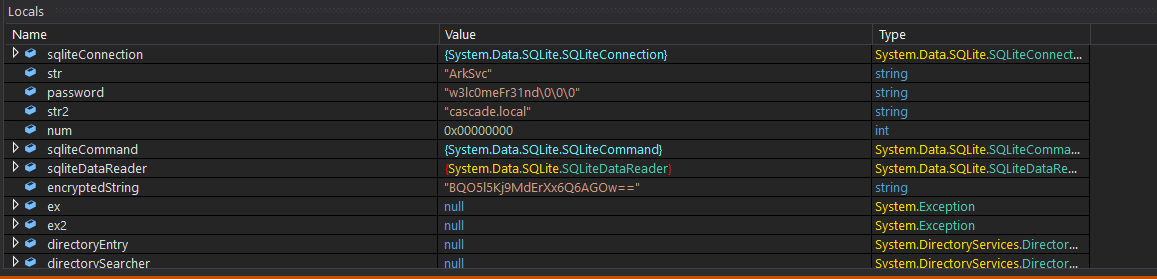 Locals
Name Value Type
sqliteConnection {System.Data.SQLite.SQLiteConnection} System.Data.SQLite.SQLiteConnect...
str "ArkSvc" string
password "w3lc0meFr31nd\0\0\0" string
str2 "cascade.local" string
num 0x00000000 int
sqliteCommand {System.Data.SQLite.SQLiteCommand} System.Data.SQLite.SQLiteComma...
sqliteDataReader {System.Data.SQLite.SQLiteDataReader} System.Data.SQLite.SQLiteDataRe...
encryptedString "BQO5l5Kj9MdErXx6Q6AGOw==" string
ex null System.Exception
ex2 null System.Exception
directoryEntry null System.DirectoryServices.Director...
directorySearcher null System.DirectoryServices.Director...